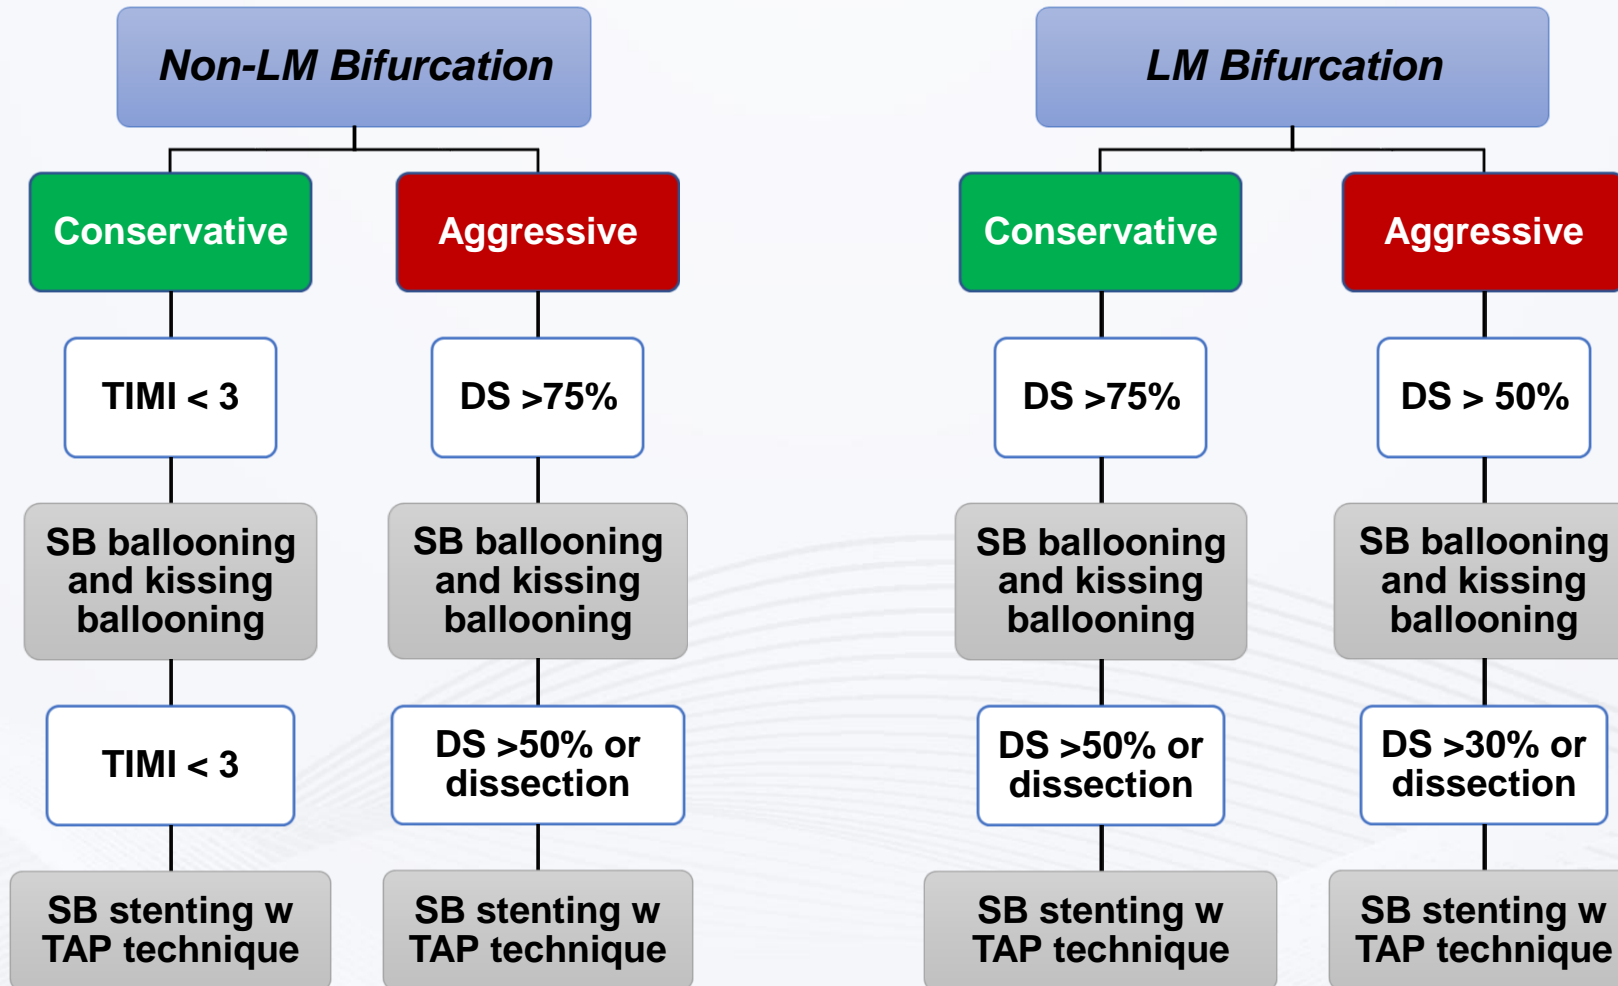 Non-LM Bifurcation
Conservative
Aggressive
TIMI < 3
DS >75%
SB ballooning
and kissing
ballooning
SB ballooning
and kissing
ballooning
TIMI < 3
DS >50% or
dissection
SB stenting w
TAP technique
SB stenting w
TAP technique
LM Bifurcation
Conservative
Aggressive
DS >75%
DS > 50%
SB ballooning
and kissing
ballooning
SB ballooning
and kissing
ballooning
DS >50% or
dissection
DS >30% or
dissection
SB stenting w
TAP technique
SB stenting w
TAP technique